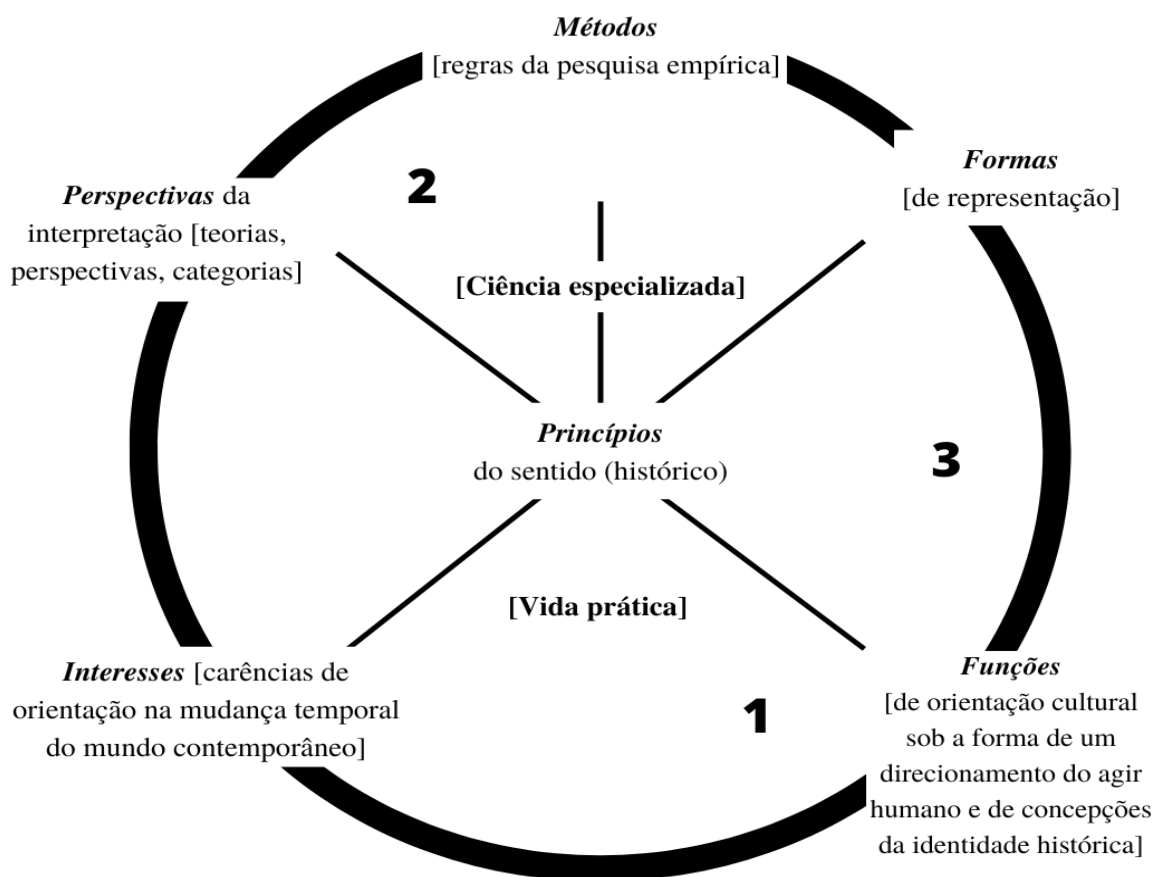 Métodos
[regras da pesquisa empírica]
Formas
[de representação]
Perspectivas da
interpretação [teorias,
perspectivas, categorias]
2
[Ciência especializada]
Princípios
do sentido (histórico)
3
[Vida prática]
Interesses [carências de
orientação na mudança temporal
do mundo contemporâneo]
1
Funções
[de orientação cultural
sob a forma de um
direcionamento do agir
humano e de concepções
da identidade histórica]